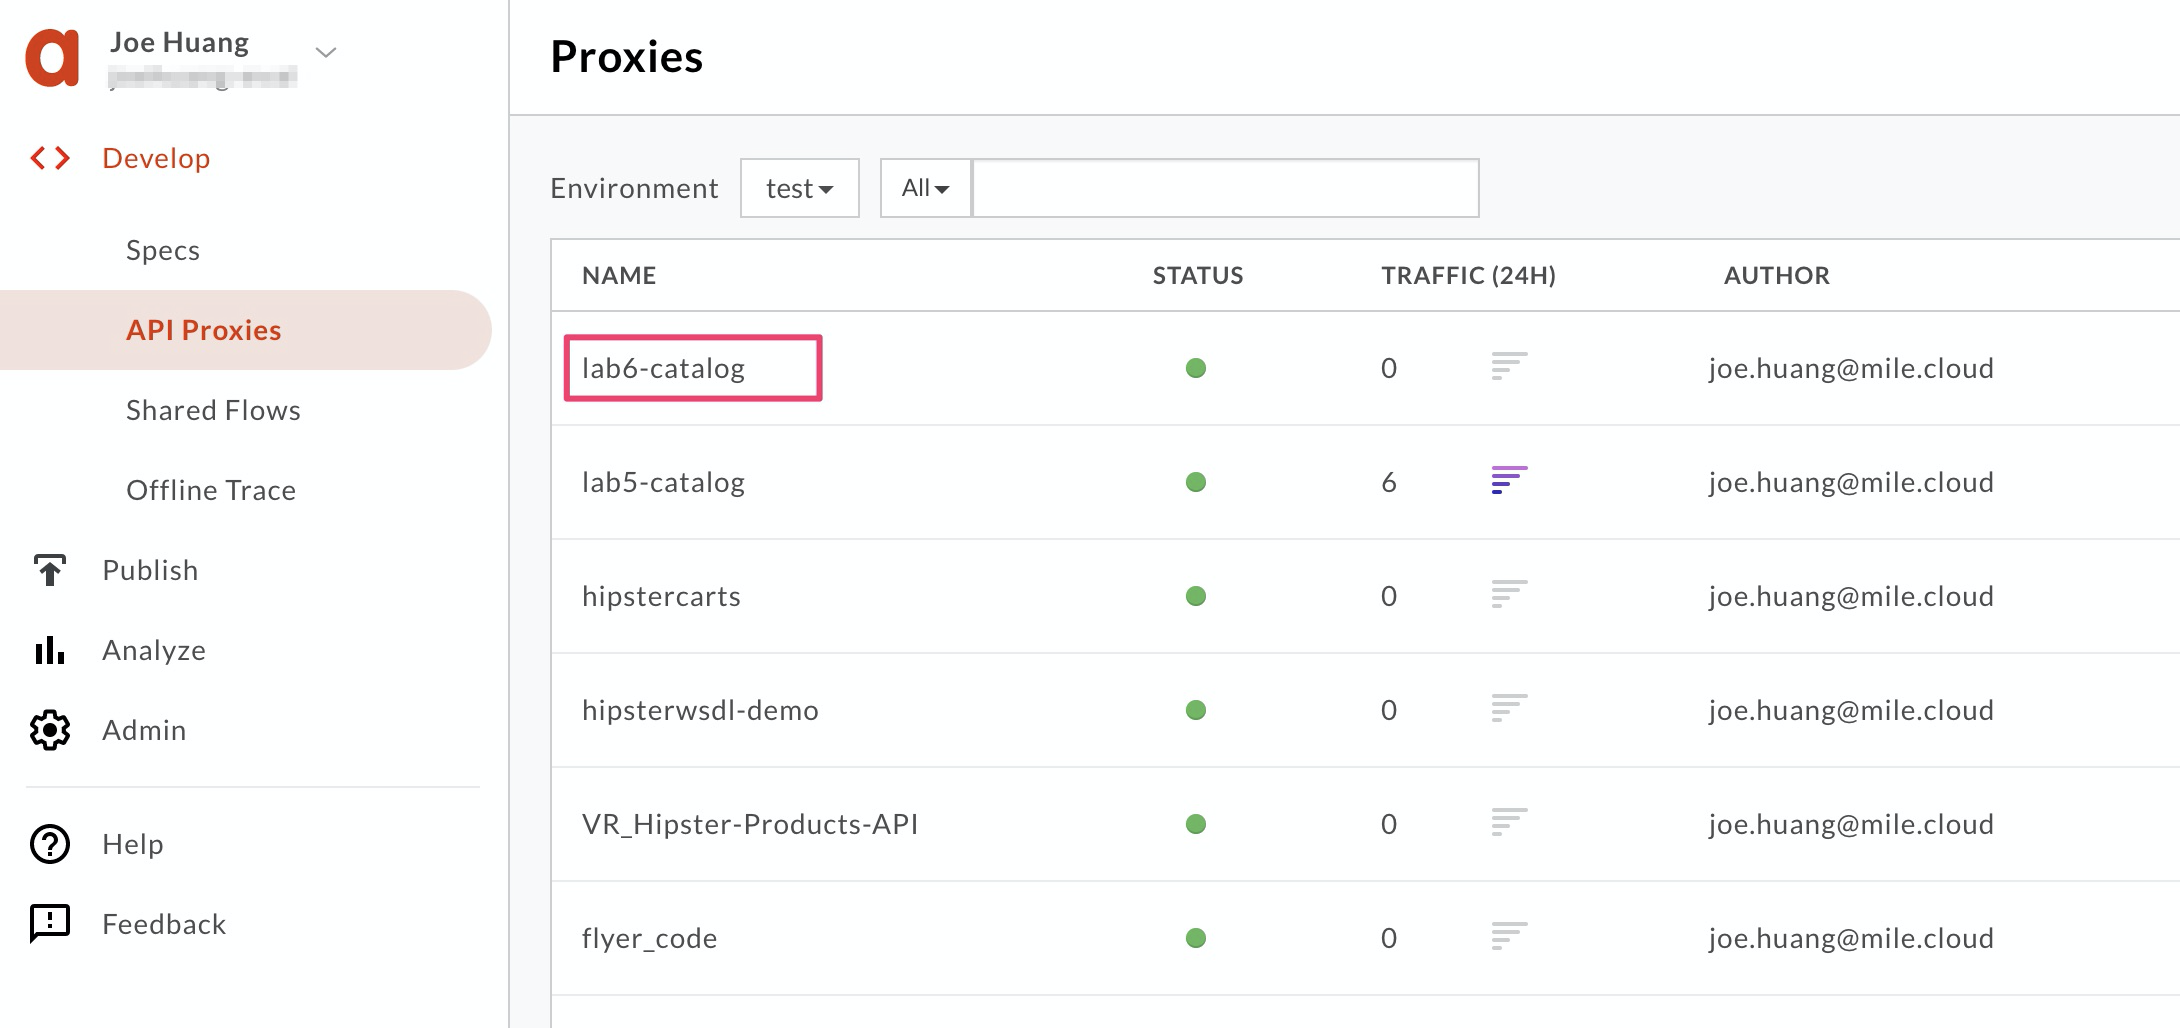 Joe Huang
Develop
Specs
API Proxies
Shared Flows
Offline Trace
Publish
Analyze
Admin
Help
Feedback
Proxies
Environment test All
NAME STATUS TRAFFIC (24H) AUTHOR
lab6-catalog 0 joe.huang@mile.cloud
lab5-catalog 6 joe.huang@mile.cloud
hipstercarts 0 joe.huang@mile.cloud
hipsterwsdl-demo 0 joe.huang@mile.cloud
VR_Hipster-Products-API 0 joe.huang@mile.cloud
flyer_code 0 joe.huang@mile.cloud